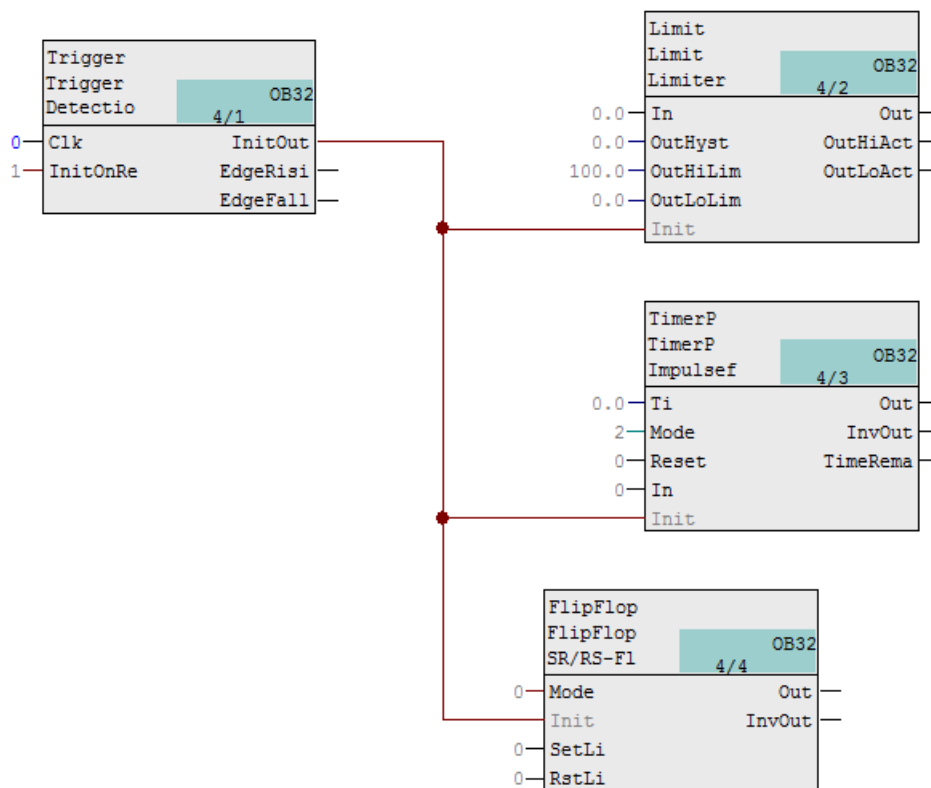 Trigger
Trigger
Detectio
OB32
4/1
0 Clk InitOut
1 InitOnRe EdgeRisi
EdgeFall
Limit
Limit
Limiter
OB32
4/2
0.0 In Out
0.0 OutHyst OutHiAct
100.0 OutHiLim OutLoAct
0.0 OutLoLim
Init
TimerP
TimerP
Impulsef
OB32
4/3
0.0 Ti Out
2 Mode InvOut
0 Reset TimeRema
0 In
Init
FlipFlop
FlipFlop
SR/RS-Fl
OB32
4/4
0 Mode Out
Init InvOut
0 SetLi
0 RstLi